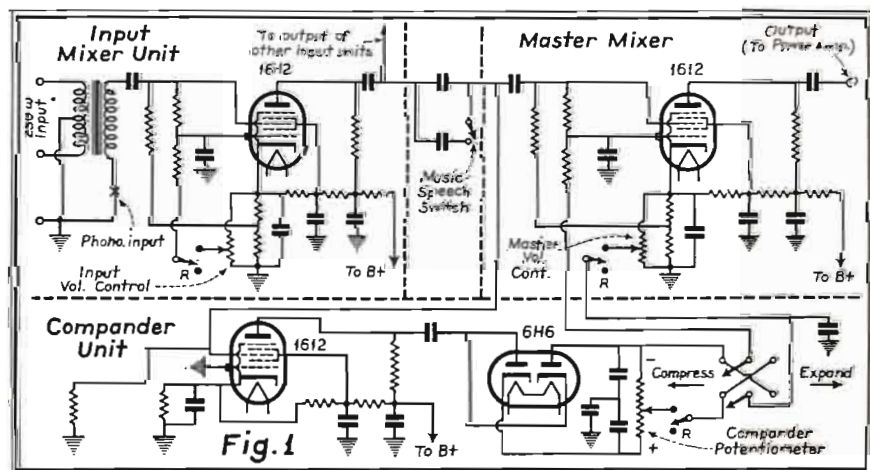 Input
Mixer Unit
To output of
other input units
1612
250 ω
Input
Phono. input
Input
Vol. Control
R
To B+
Music
Speech
Switch
Master Mixer
Output
(To Power Amp.)
1612
Master
Vol.
Cont.
R
To B+
Compander
Unit
1612
To B+
Fig. 1
6H6
−
Compress
Expand
R
+
Compander
Potentiometer